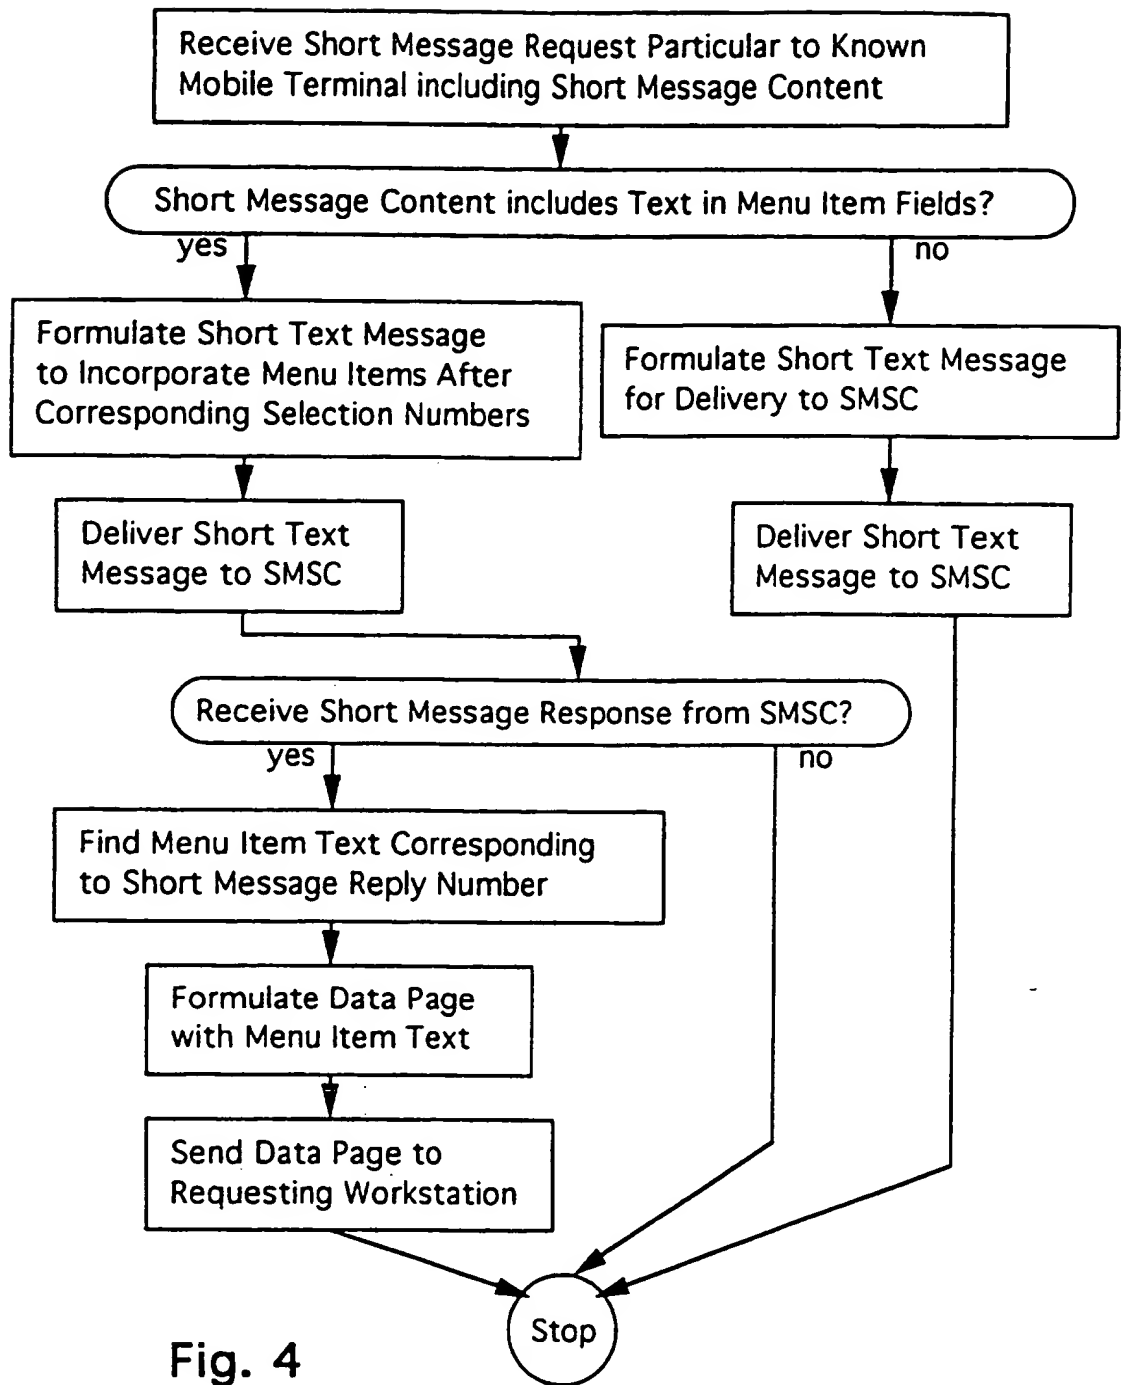 Receive Short Message Request Particular to Known
Mobile Terminal including Short Message Content
Short Message Content includes Text in Menu Item Fields?
yes
no
Formulate Short Text Message
to Incorporate Menu Items After
Corresponding Selection Numbers
Formulate Short Text Message
for Delivery to SMSC
Deliver Short Text
Message to SMSC
Deliver Short Text
Message to SMSC
Receive Short Message Response from SMSC?
yes
no
Find Menu Item Text Corresponding
to Short Message Reply Number
Formulate Data Page
with Menu Item Text
Send Data Page to
Requesting Workstation
Stop
Fig. 4